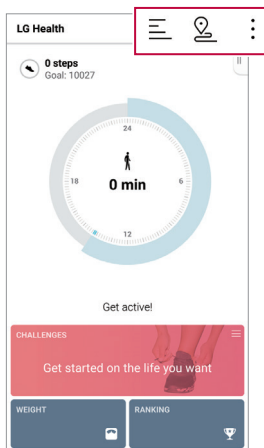 LG Health
0 steps
Goal: 10027
24
18
0 min
6
12
Get active!
CHALLENGES
Get started on the life you want
WEIGHT
RANKING